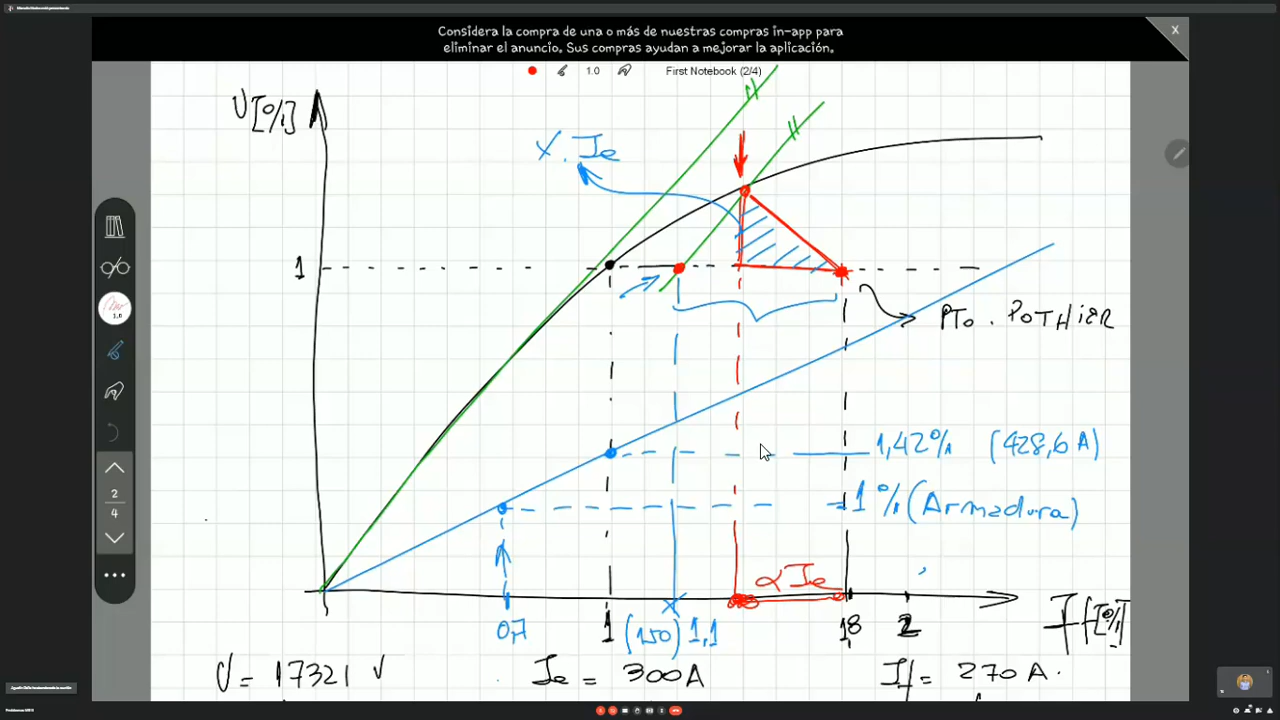 Considera la compra de una o más de nuestras compras in-app para
eliminar el anuncio. Sus compras ayudan a mejorar la aplicación.
X
1.0
First Notebook (2/4)
U[%]
X. Ie
1
PTO. POTHIER
1.0
2
4
1,42% (428,6 A)
1% (Armadura)
αIe
0,7
1
(150) 1,1
18
2
If[%]
U = 17321 V
Ie = 300A
If = 270 A.